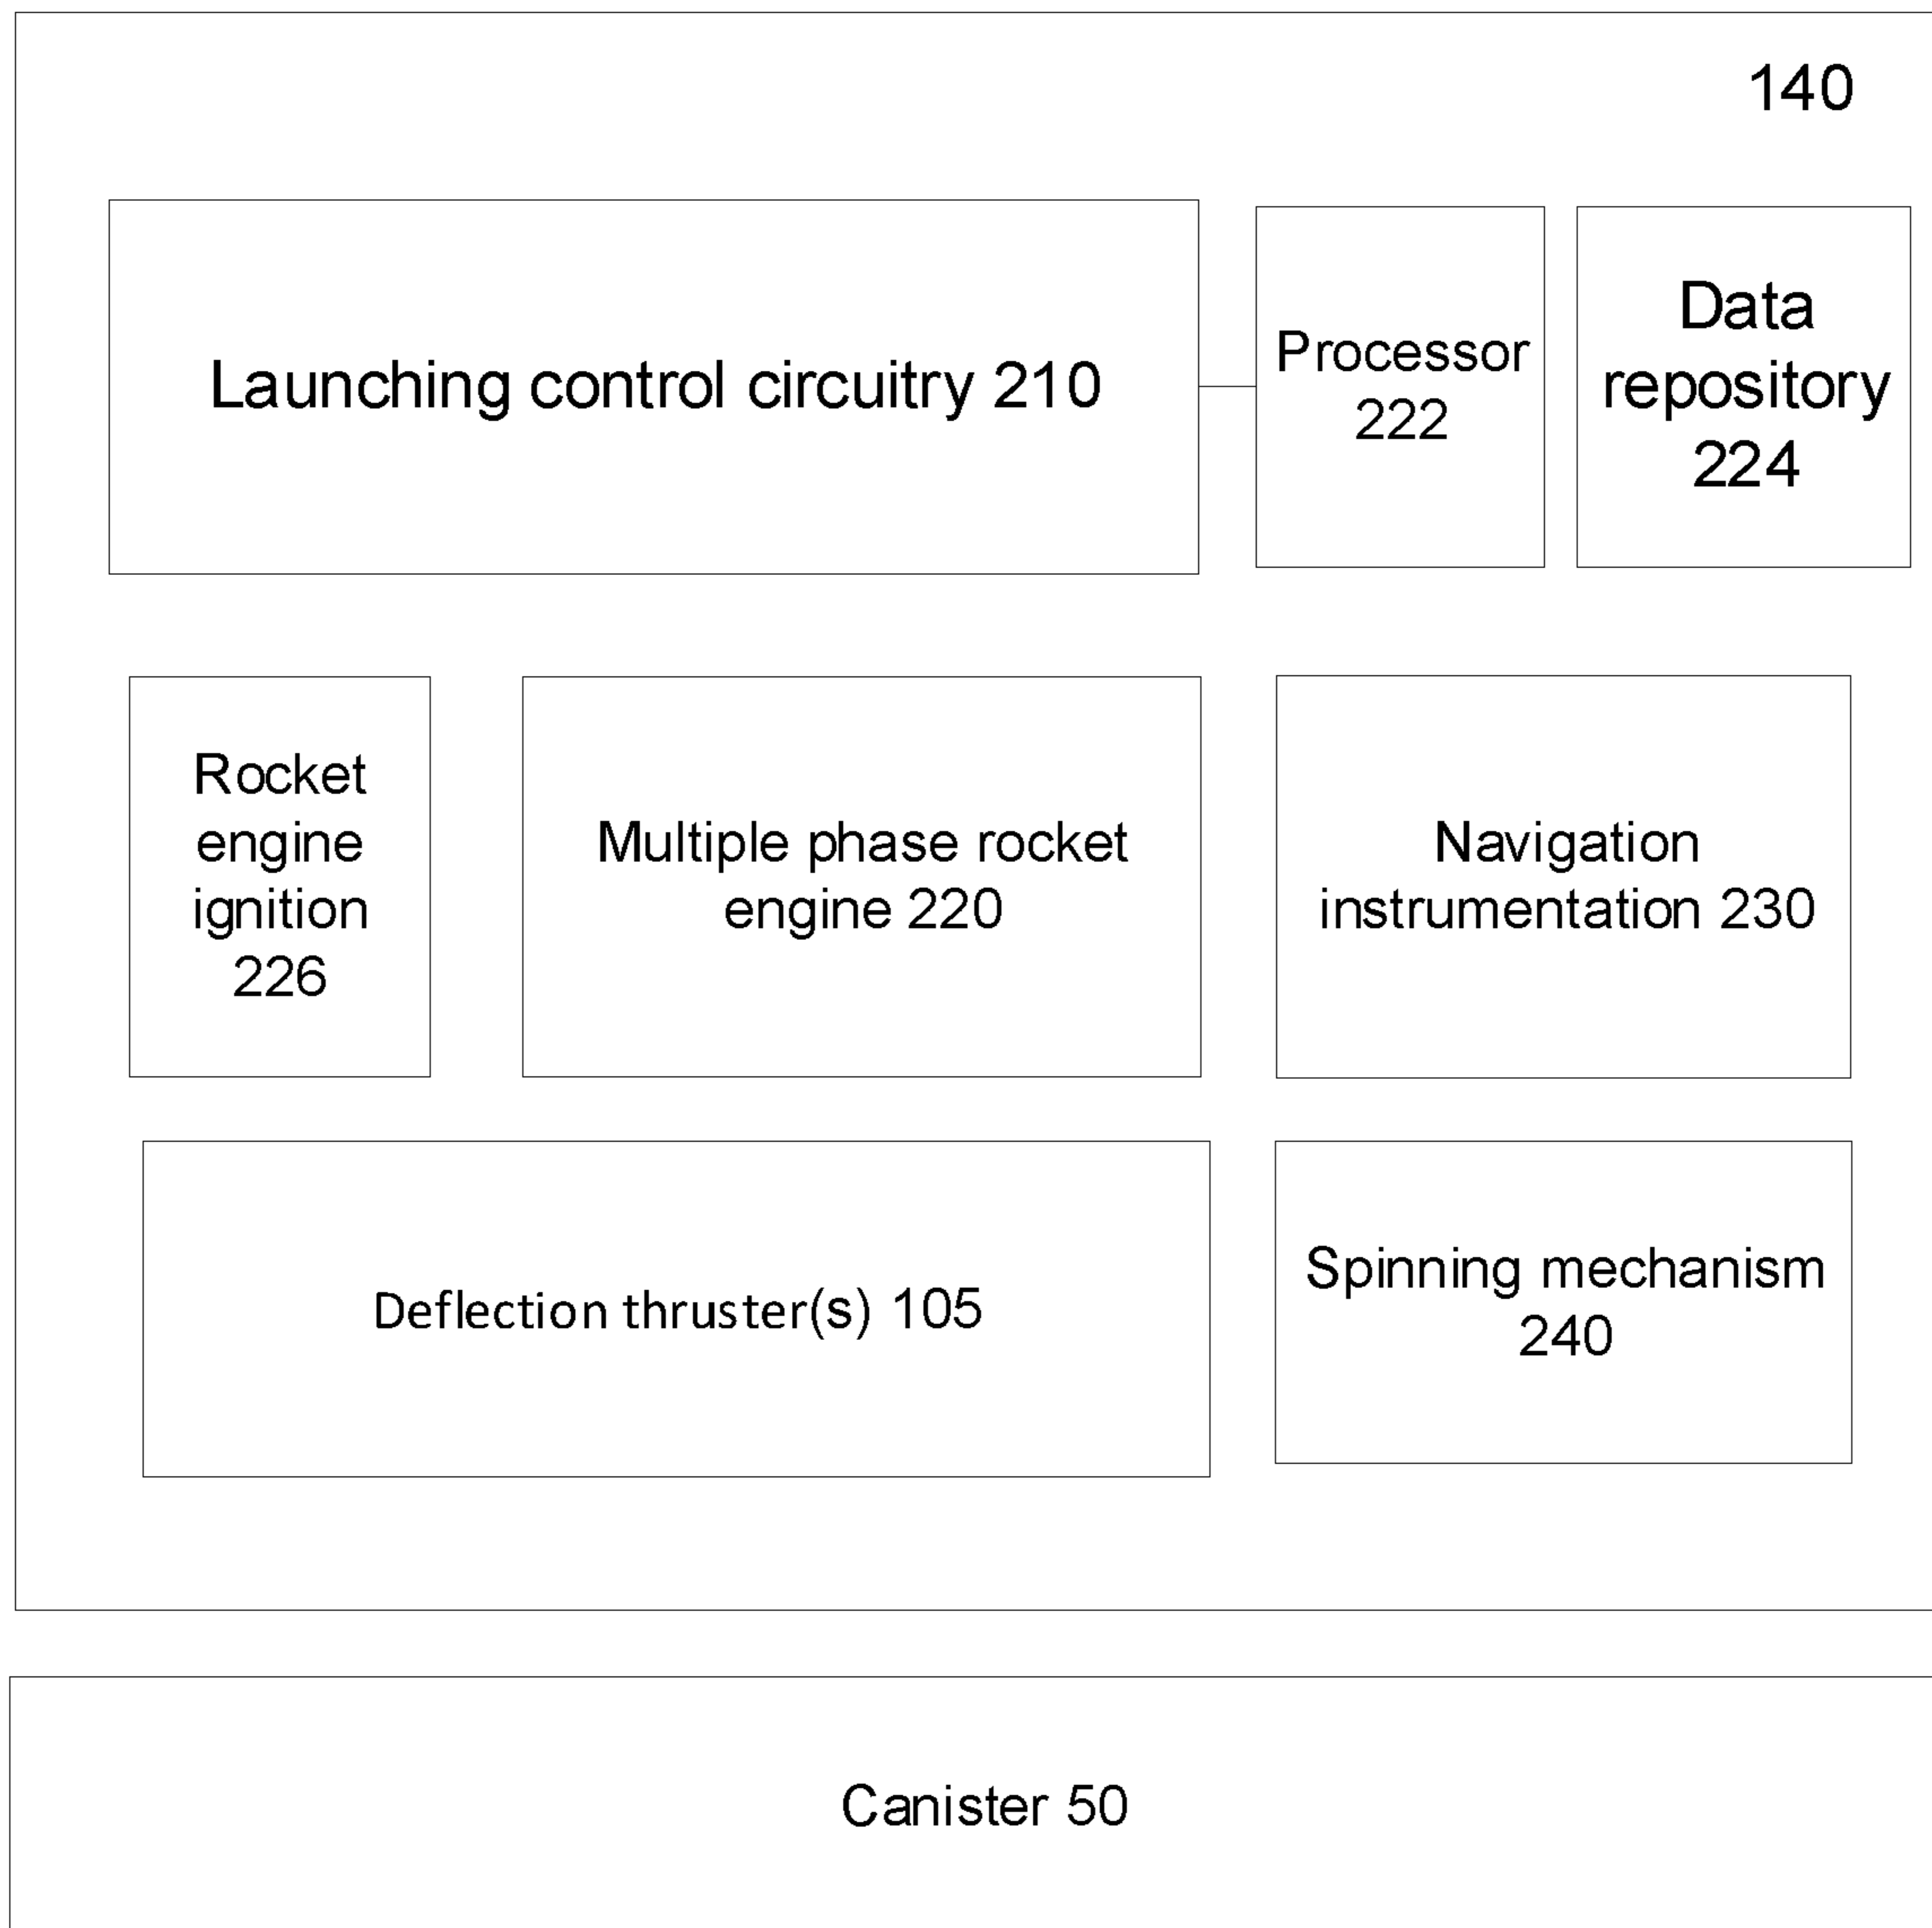 140
Launching control circuitry 210
Processor
222
Data
repository
224
Rocket
engine
ignition
226
Multiple phase rocket
engine 220
Navigation
instrumentation 230
Deflection thruster(s) 105
Spinning mechanism
240
Canister 50